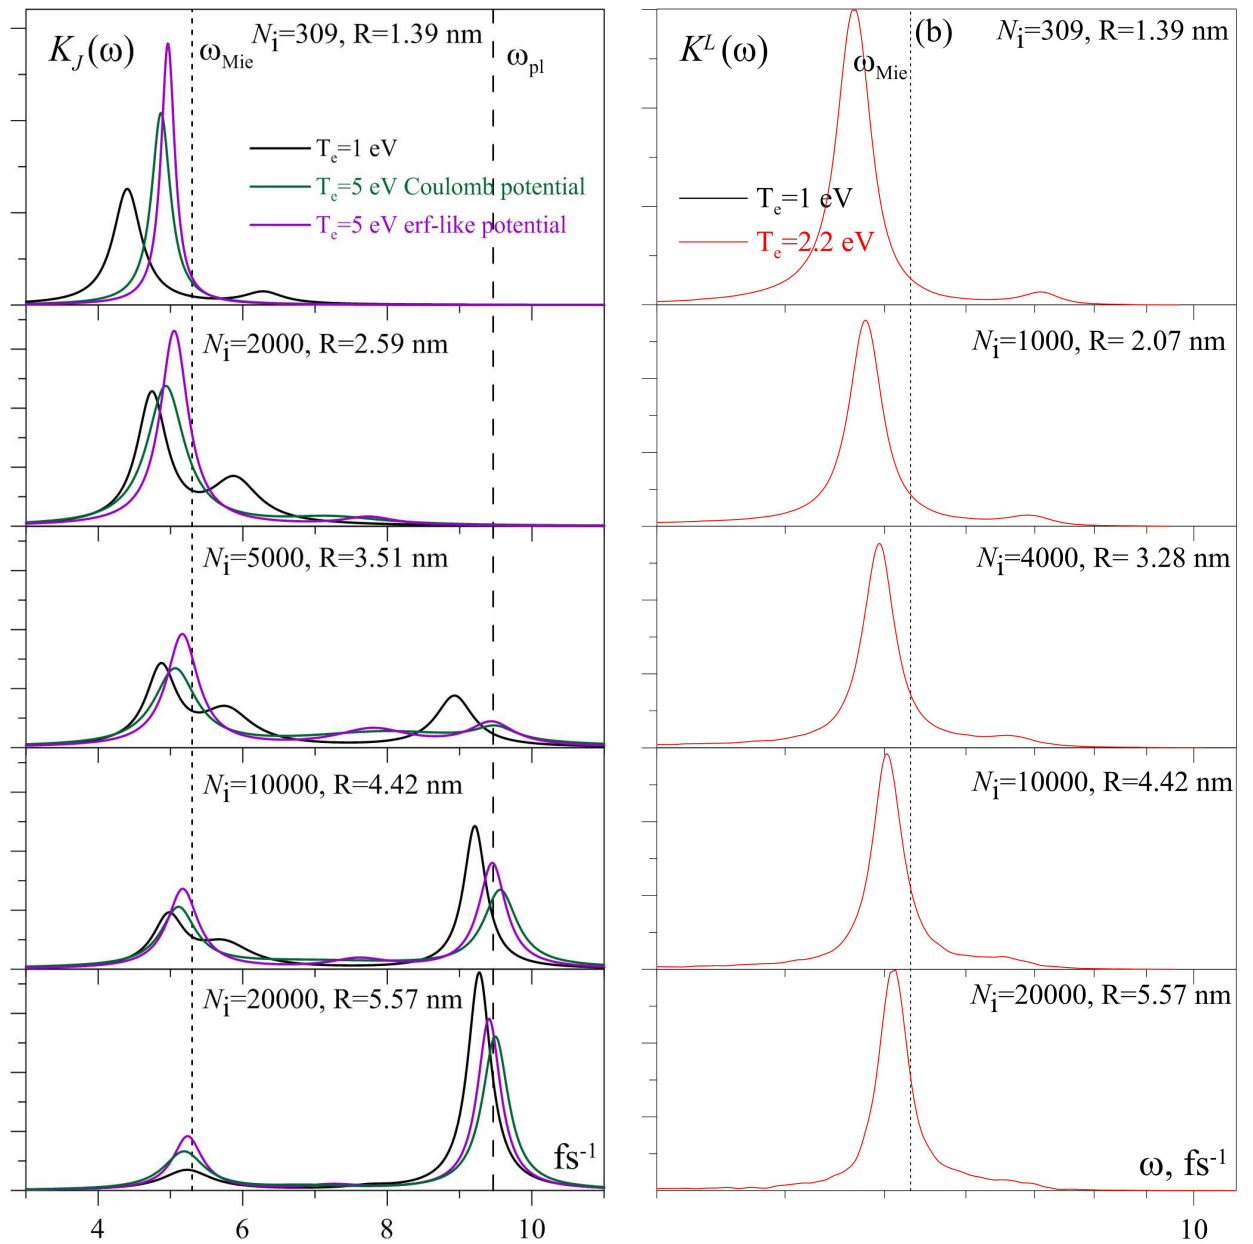 K_J(ω)
N_i=309, R=1.39 nm
ω_Mie
ω_pl
T_e=1 eV
T_e=5 eV Coulomb potential
T_e=5 eV erf-like potential
N_i=2000, R=2.59 nm
N_i=5000, R=3.51 nm
N_i=10000, R=4.42 nm
N_i=20000, R=5.57 nm
fs⁻¹
4 6 8 10
K^L(ω)
(b)
N_i=309, R=1.39 nm
ω_Mie
T_e=1 eV
T_e=2.2 eV
N_i=1000, R= 2.07 nm
N_i=4000, R= 3.28 nm
N_i=10000, R=4.42 nm
N_i=20000, R=5.57 nm
ω, fs⁻¹
10